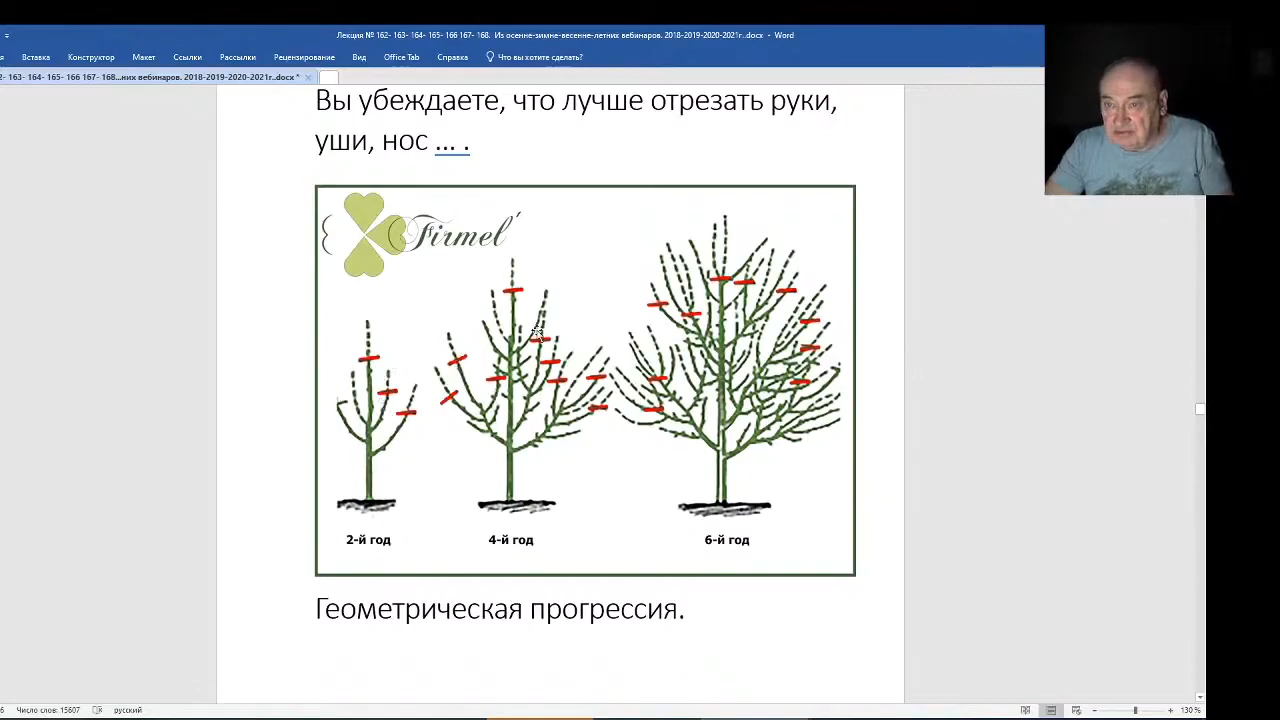 Лекция № 162- 163- 164- 165- 166 167- 168. Из осенне-зимне-весенне-летних вебинаров. 2018-2019-2020-2021г..docx - Word
Вставка Конструктор Макет Ссылки Рассылки Рецензирование Вид Office Tab Справка Что вы хотите сделать?
2- 163- 164- 165- 166 167- 168...них вебинаров. 2018-2019-2020-2021г..docx *
Вы убеждаете, что лучше отрезать руки,
уши, нос ... .
Firmel
2-й год 4-й год 6-й год
Геометрическая прогрессия.
6 Число слов: 15607 русский 130 %